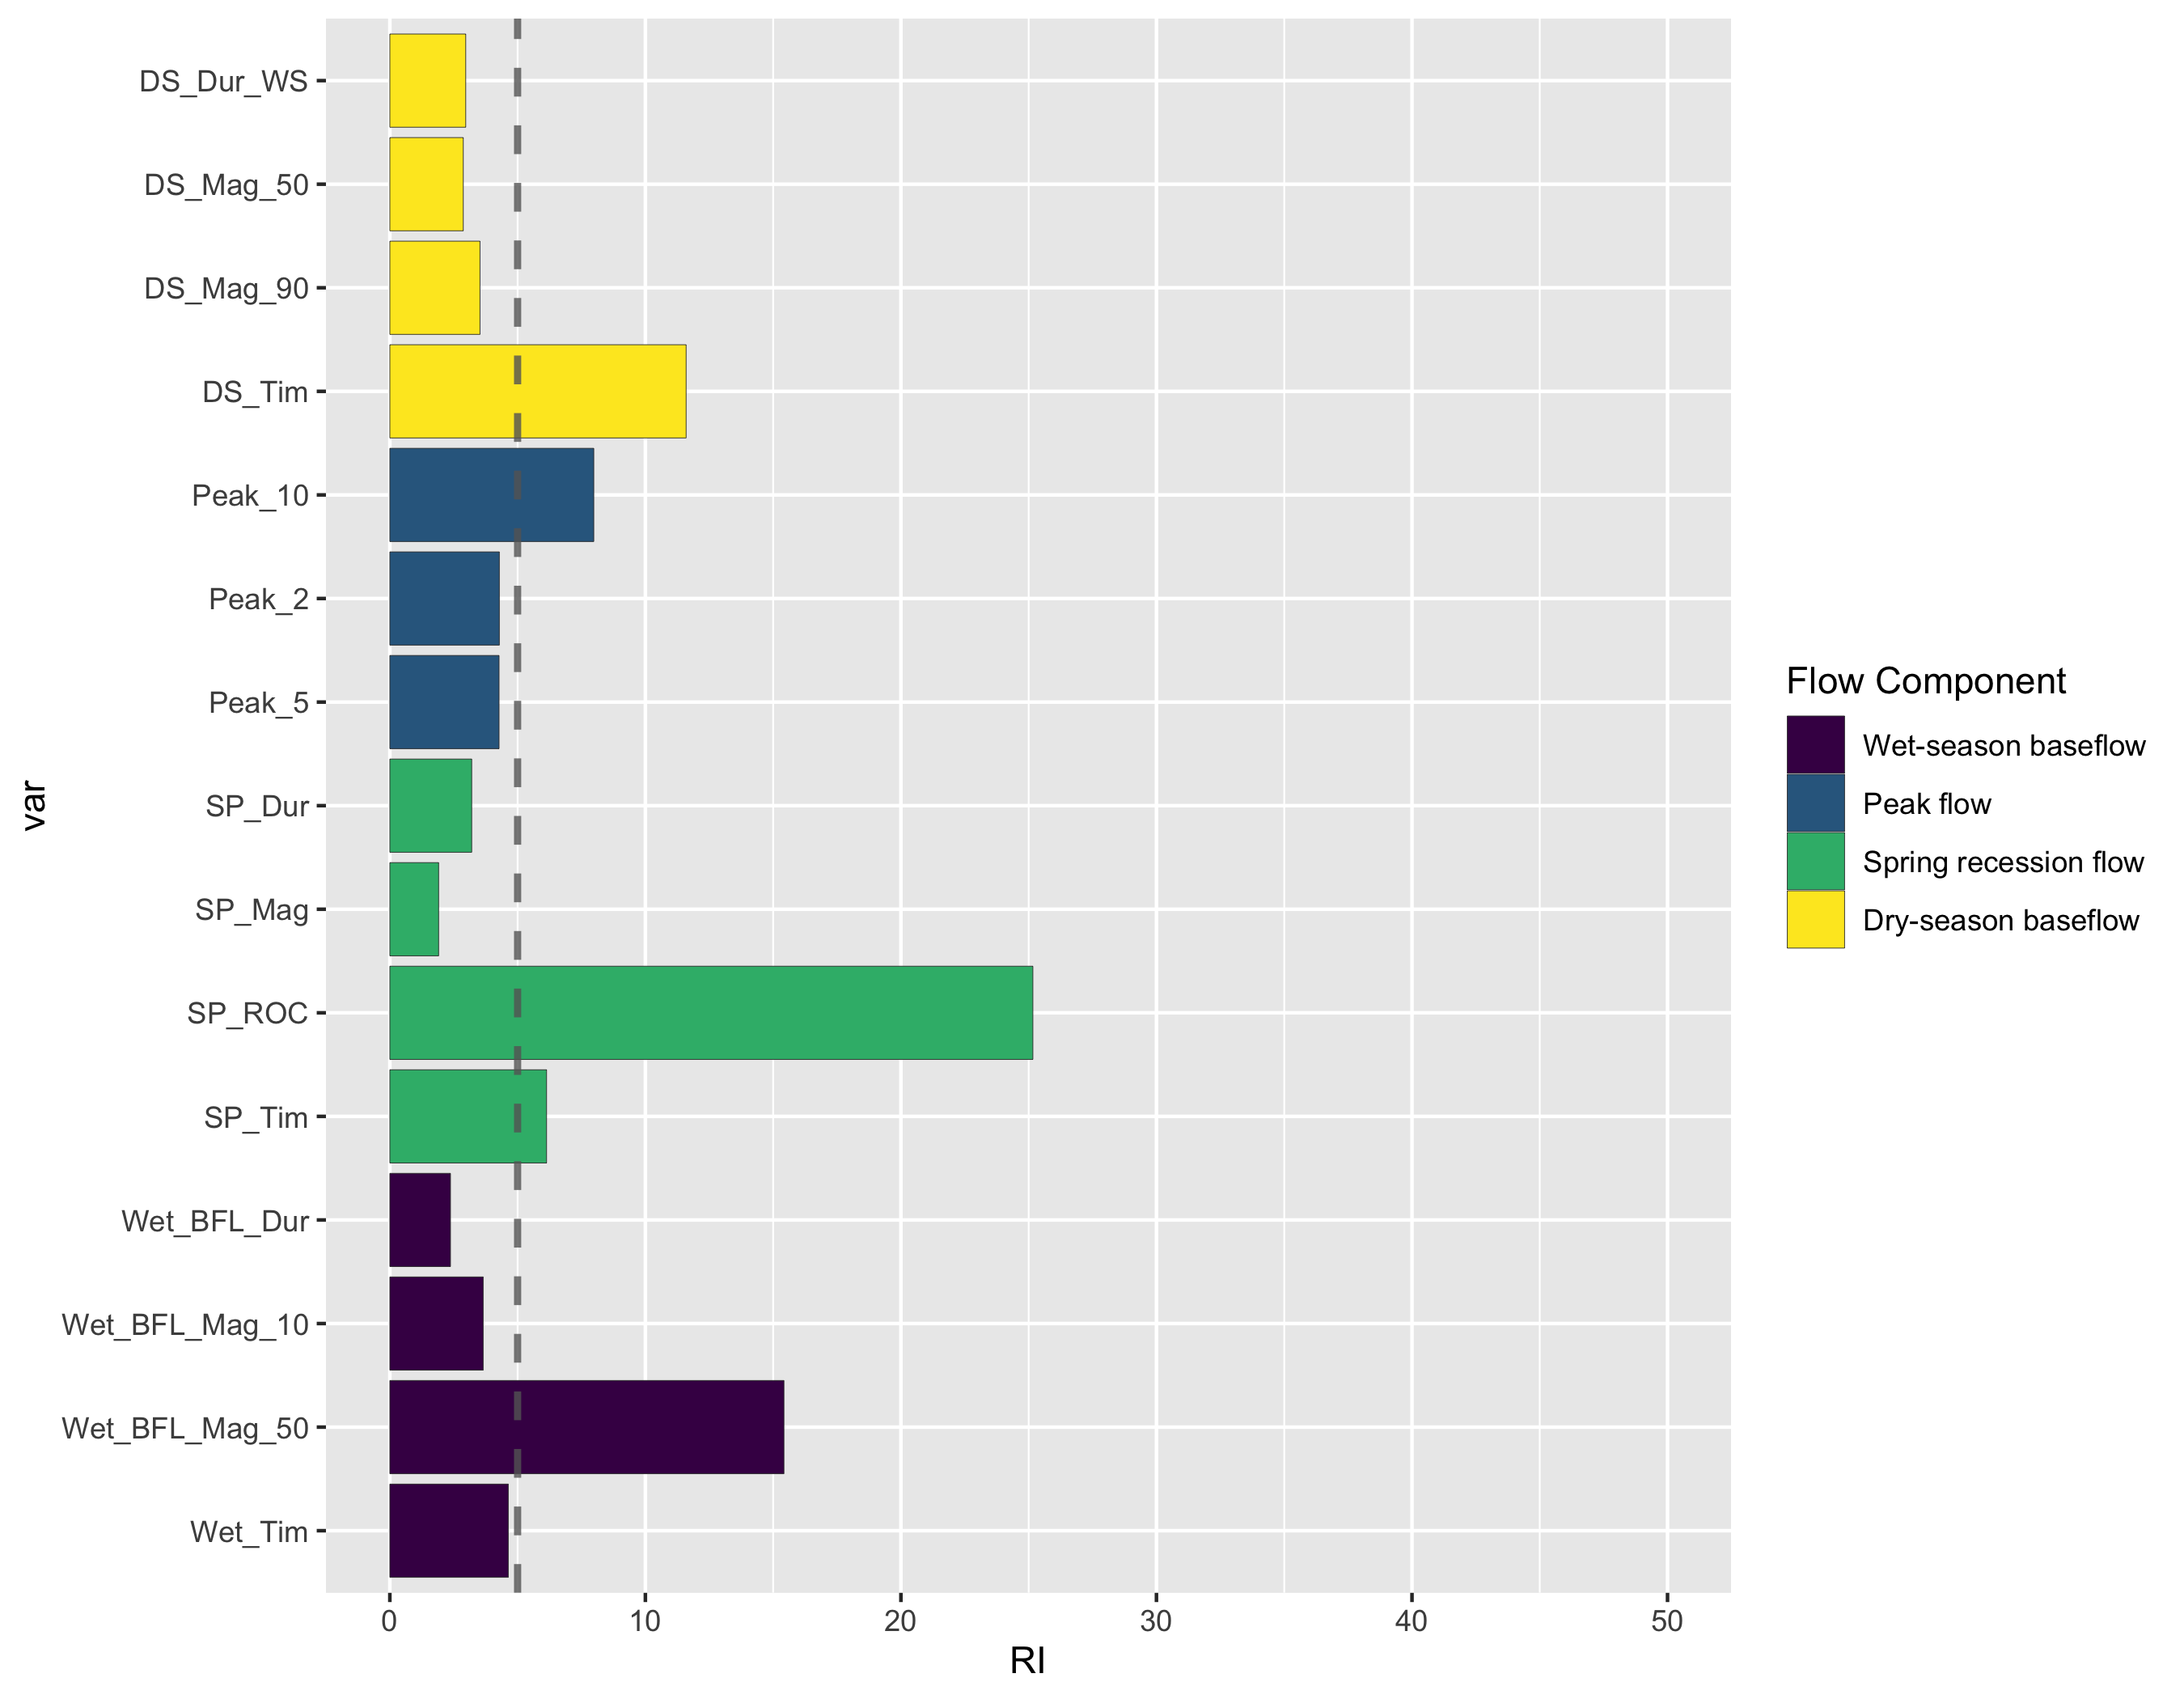 DS_Dur_WS
DS_Mag_50
DS_Mag_90
DS_Tim
Peak_10
Peak_2
Peak_5
SP_Dur
SP_Mag
SP_ROC
SP_Tim
Wet_BFL_Dur
Wet_BFL_Mag_10
Wet_BFL_Mag_50
Wet_Tim
var
0 10 20 30 40 50
RI
Flow Component
Wet-season baseflow
Peak flow
Spring recession flow
Dry-season baseflow